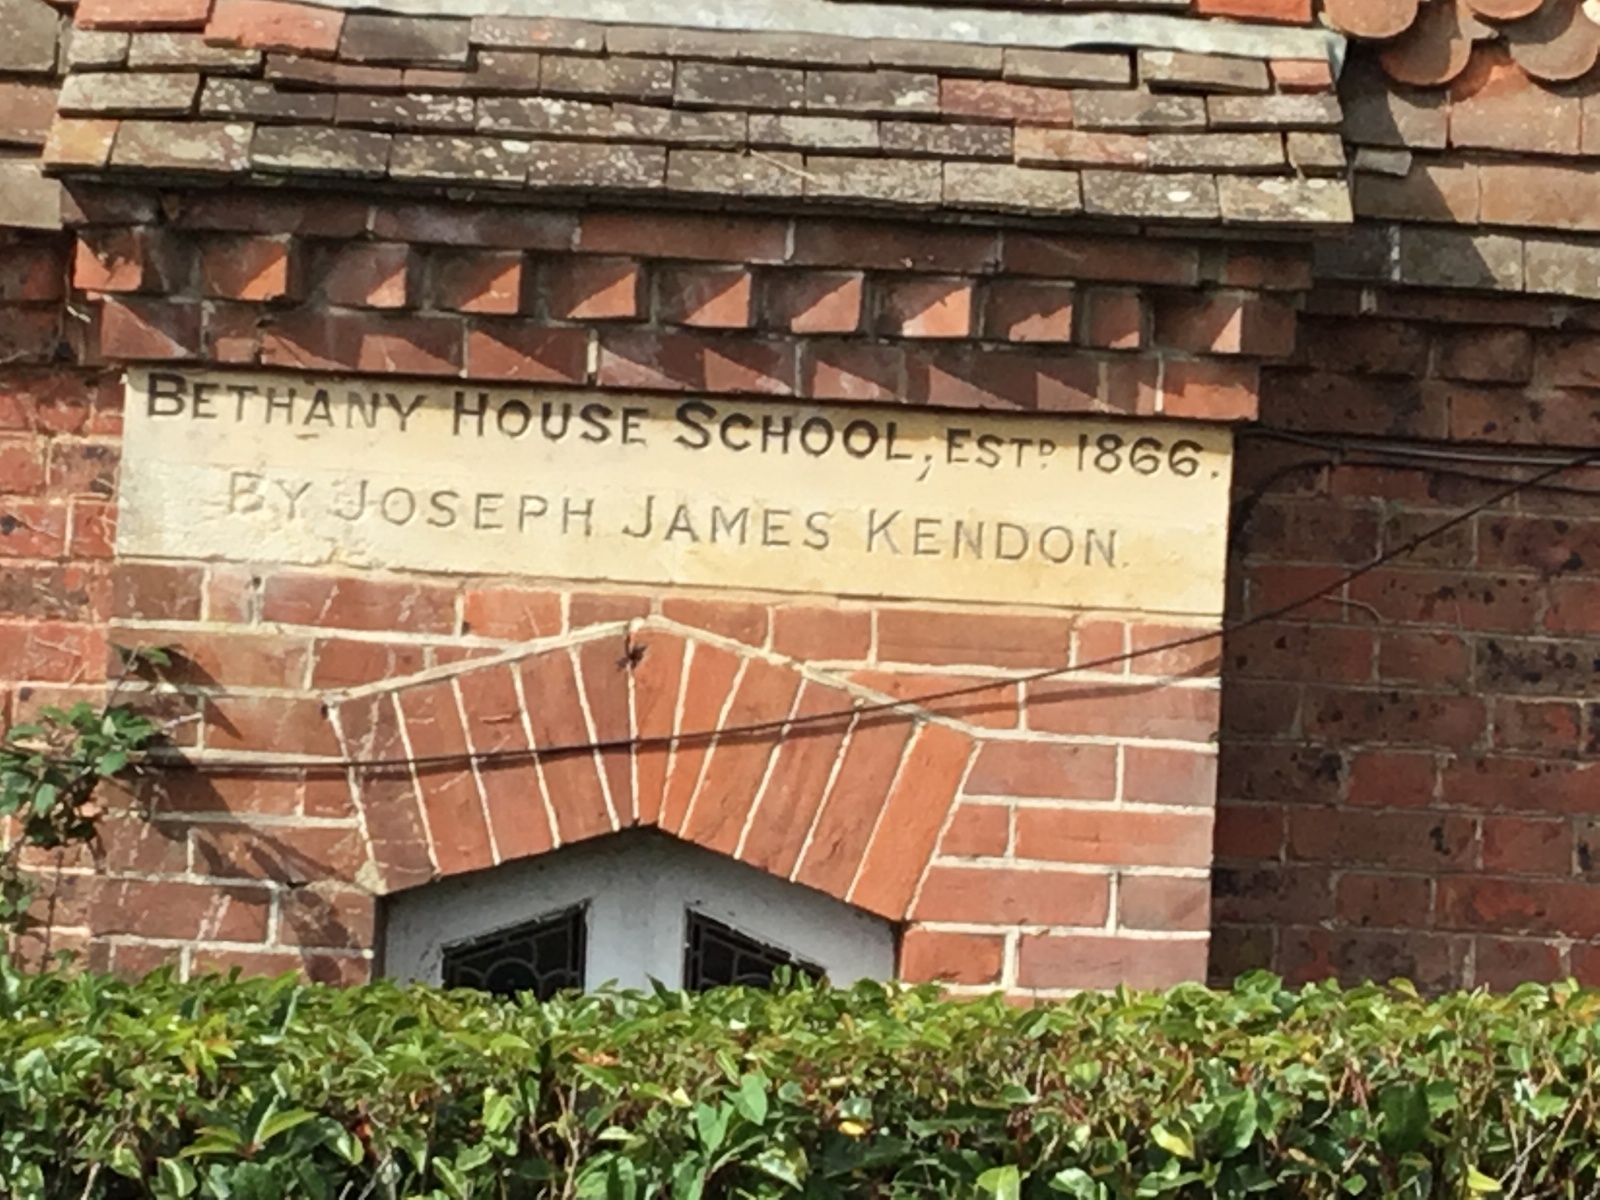 BETHANY HOUSE SCHOOL, ESTD 1866.
BY JOSEPH JAMES KENDON.